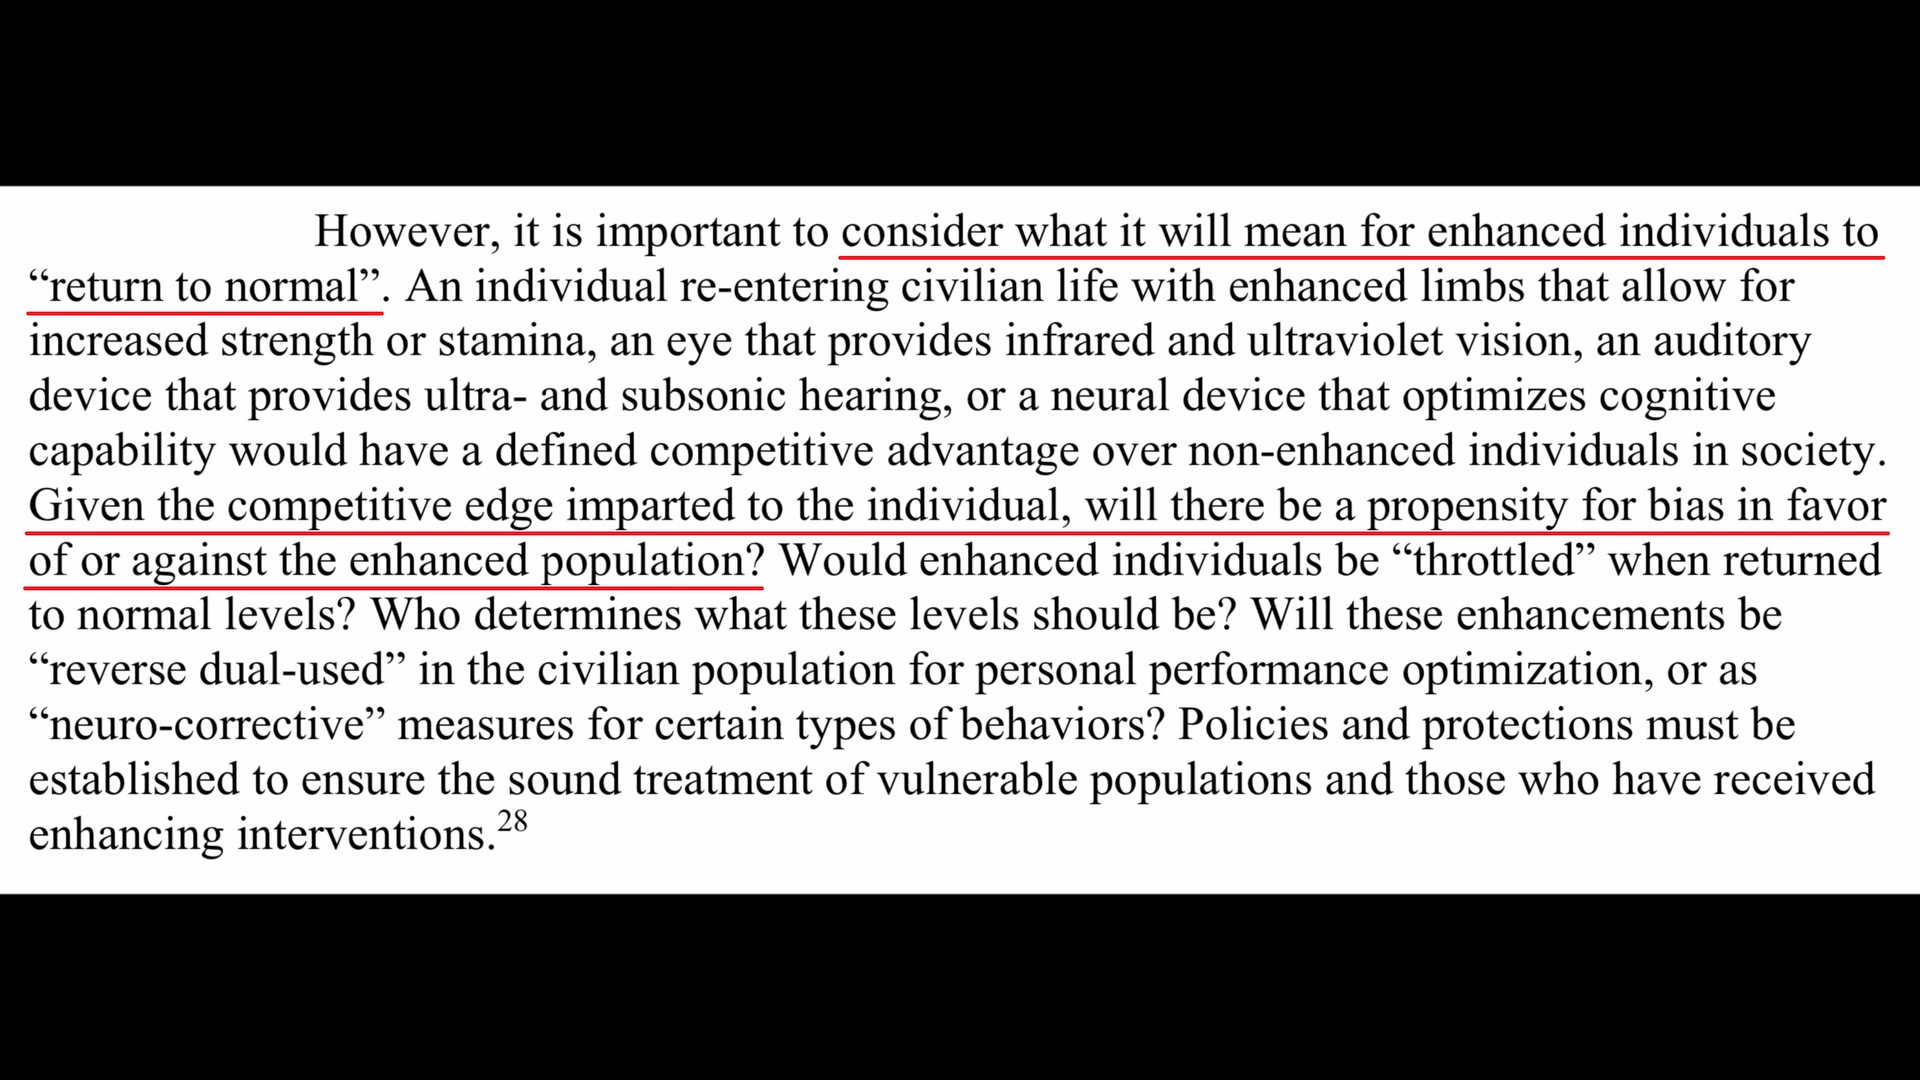 However, it is important to consider what it will mean for enhanced individuals to
“return to normal”. An individual re-entering civilian life with enhanced limbs that allow for
increased strength or stamina, an eye that provides infrared and ultraviolet vision, an auditory
device that provides ultra- and subsonic hearing, or a neural device that optimizes cognitive
capability would have a defined competitive advantage over non-enhanced individuals in society.
Given the competitive edge imparted to the individual, will there be a propensity for bias in favor
of or against the enhanced population? Would enhanced individuals be “throttled” when returned
to normal levels? Who determines what these levels should be? Will these enhancements be
“reverse dual-used” in the civilian population for personal performance optimization, or as
“neuro-corrective” measures for certain types of behaviors? Policies and protections must be
established to ensure the sound treatment of vulnerable populations and those who have received
enhancing interventions.28